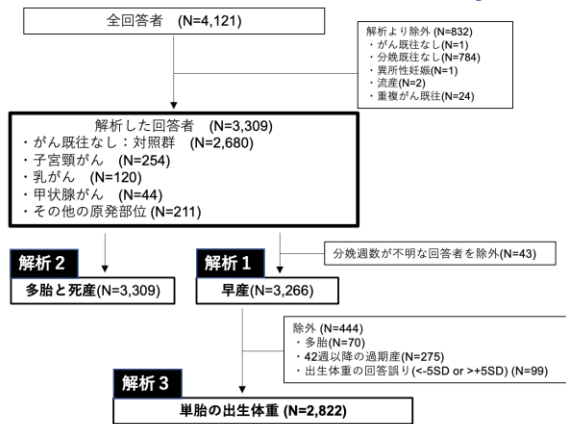 全回答者 (N=4,121)
解析より除外 (N=832)
・がん既往なし(N=1)
・分娩既往なし(N=784)
・異所性妊娠(N=1)
・流産(N=2)
・重複がん既往(N=24)
解析した回答者 (N=3,309)
・がん既往なし：対照群 (N=2,680)
・子宮頸がん (N=254)
・乳がん (N=120)
・甲状腺がん (N=44)
・その他の原発部位 (N=211)
解析２
多胎と死産(N=3,309)
解析１
早産(N=3,266)
分娩週数が不明な回答者を除外(N=43)
除外 (N=444)
・多胎(N=70)
・42週以降の過期産(N=275)
・出生体重の回答誤り(<-5SD or >+5SD) (N=99)
解析３
単胎の出生体重 (N=2,822)